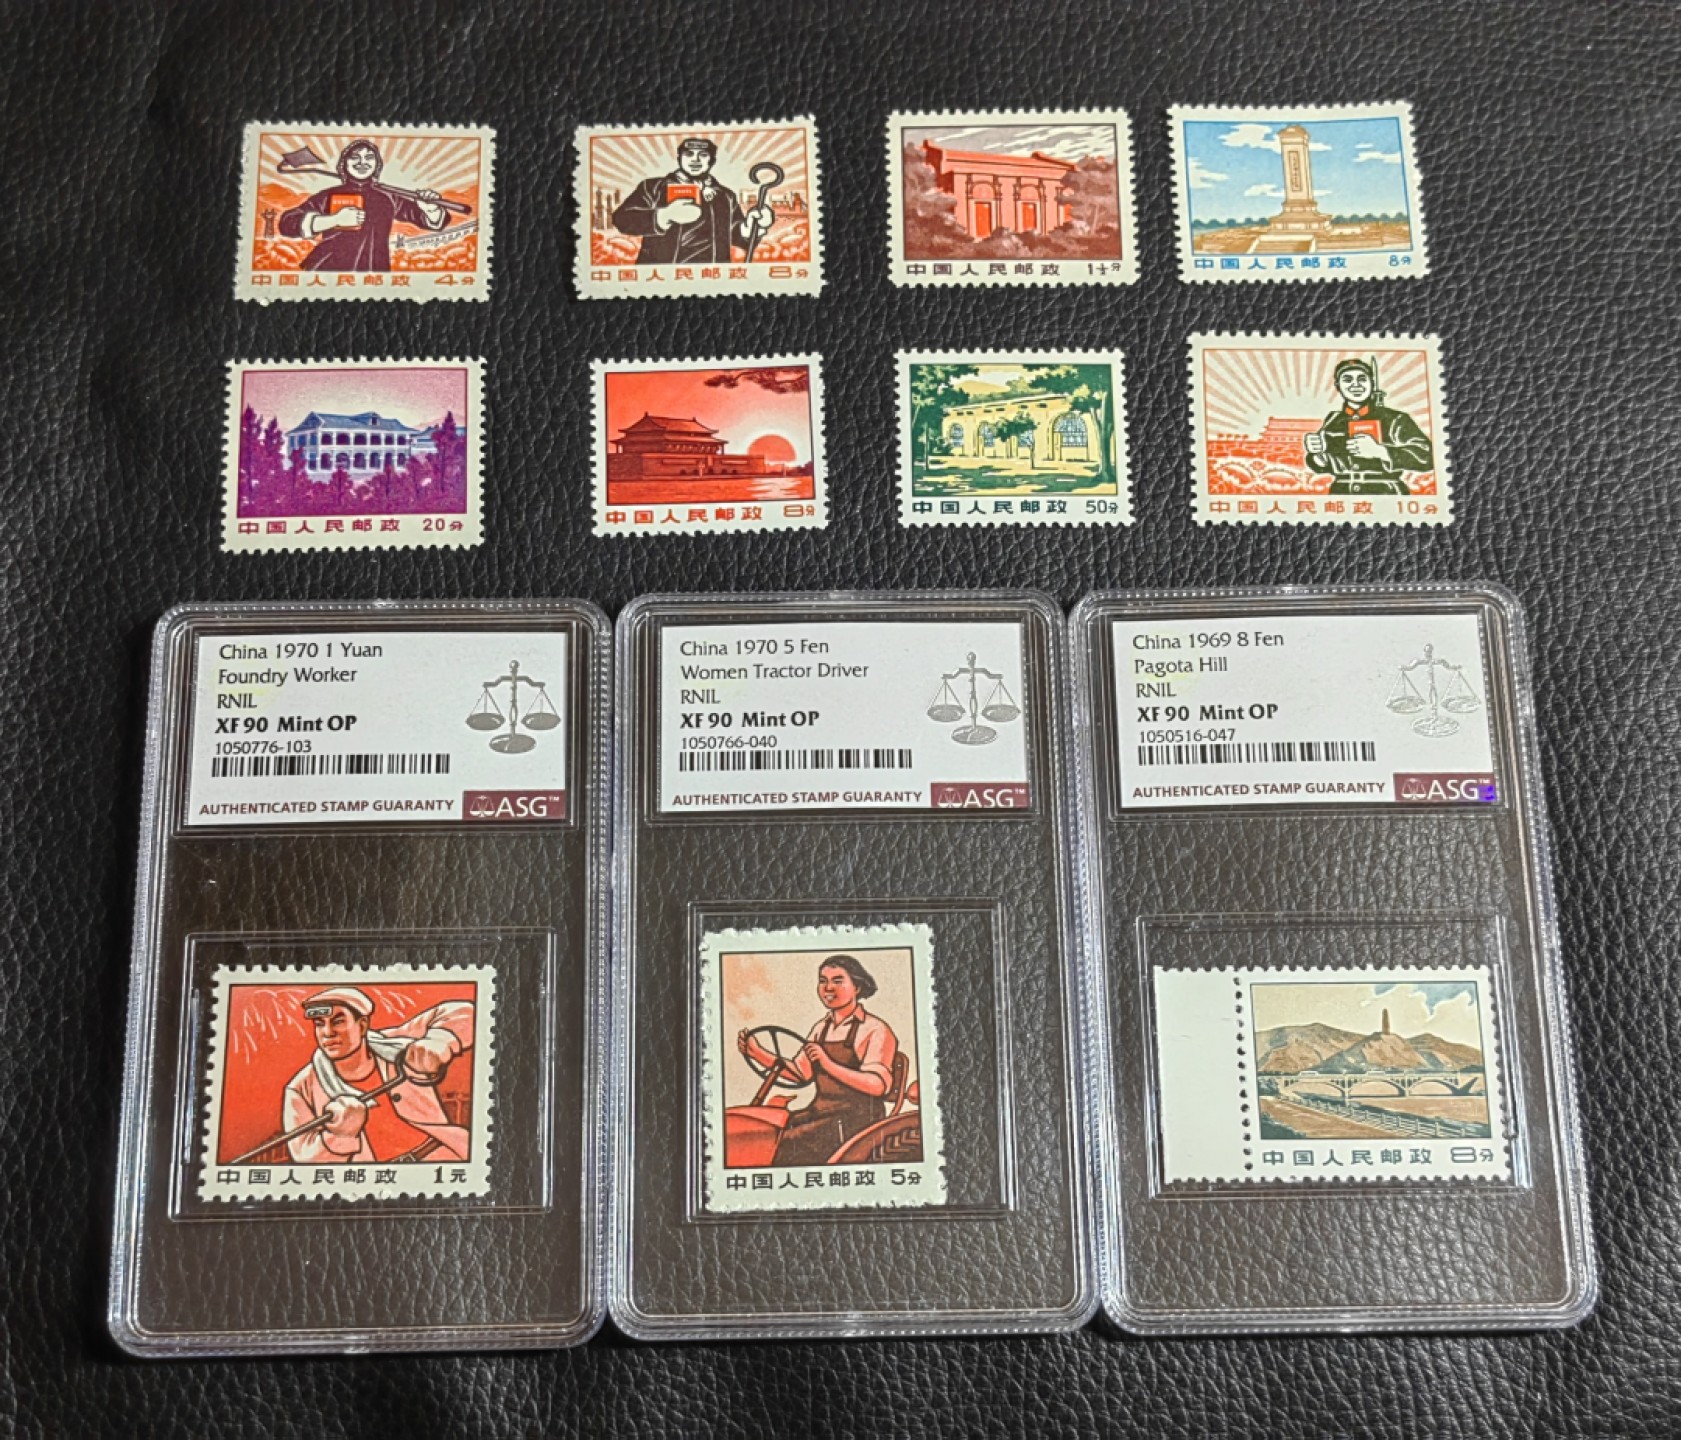 中国人民邮政 4分
中国人民邮政 8分
中国人民邮政 1½分
中国人民邮政 8分
中国人民邮政 20分
中国人民邮政 8分
中国人民邮政 50分
中国人民邮政 10分
China 1970 1 Yuan
Foundry Worker
RNIL
XF 90 Mint OP
1050776-103
AUTHENTICATED STAMP GUARANTY ASG™
中国人民邮政 1元
China 1970 5 Fen
Women Tractor Driver
RNIL
XF 90 Mint OP
1050766-040
AUTHENTICATED STAMP GUARANTY ASG™
中国人民邮政 5分
China 1969 8 Fen
Pagota Hill
RNIL
XF 90 Mint OP
1050516-047
AUTHENTICATED STAMP GUARANTY ASG™
中国人民邮政 8分